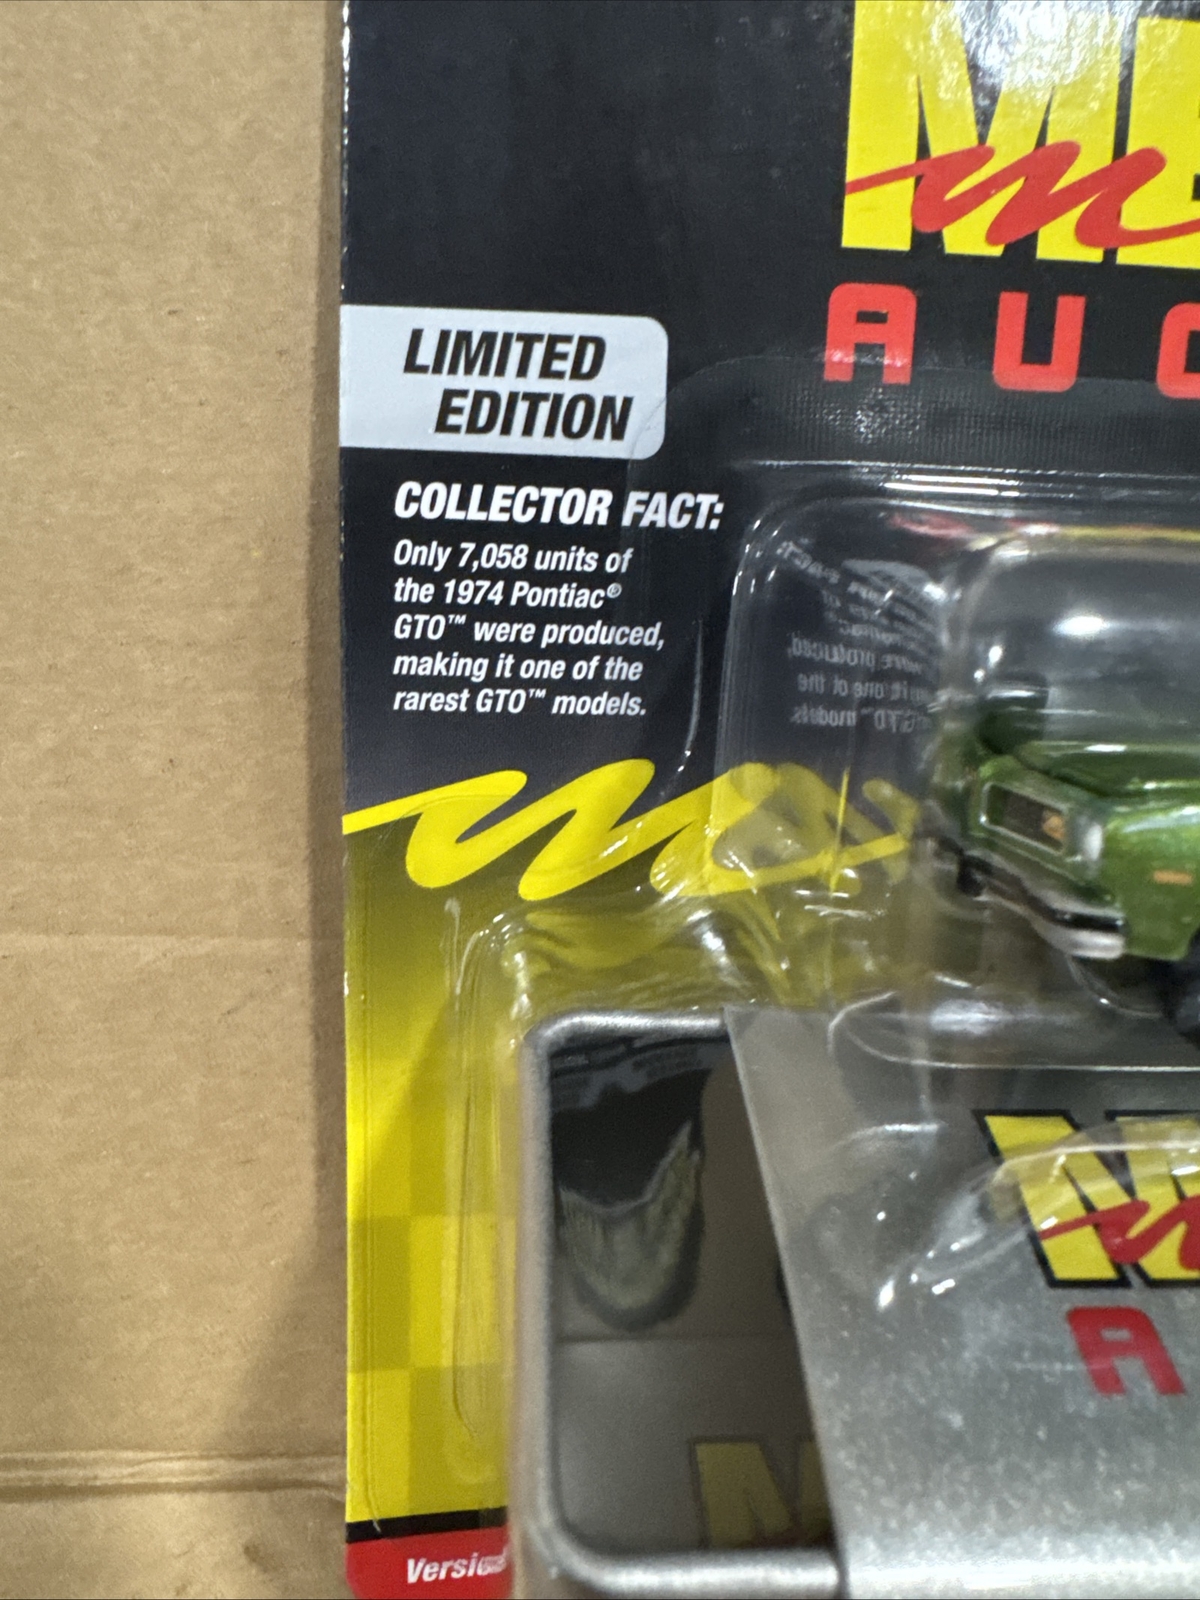 AUC
LIMITED
EDITION
COLLECTOR FACT:
Only 7,058 units of
the 1974 Pontiac®
GTO™ were produced,
making it one of the
rarest GTO™ models.
A